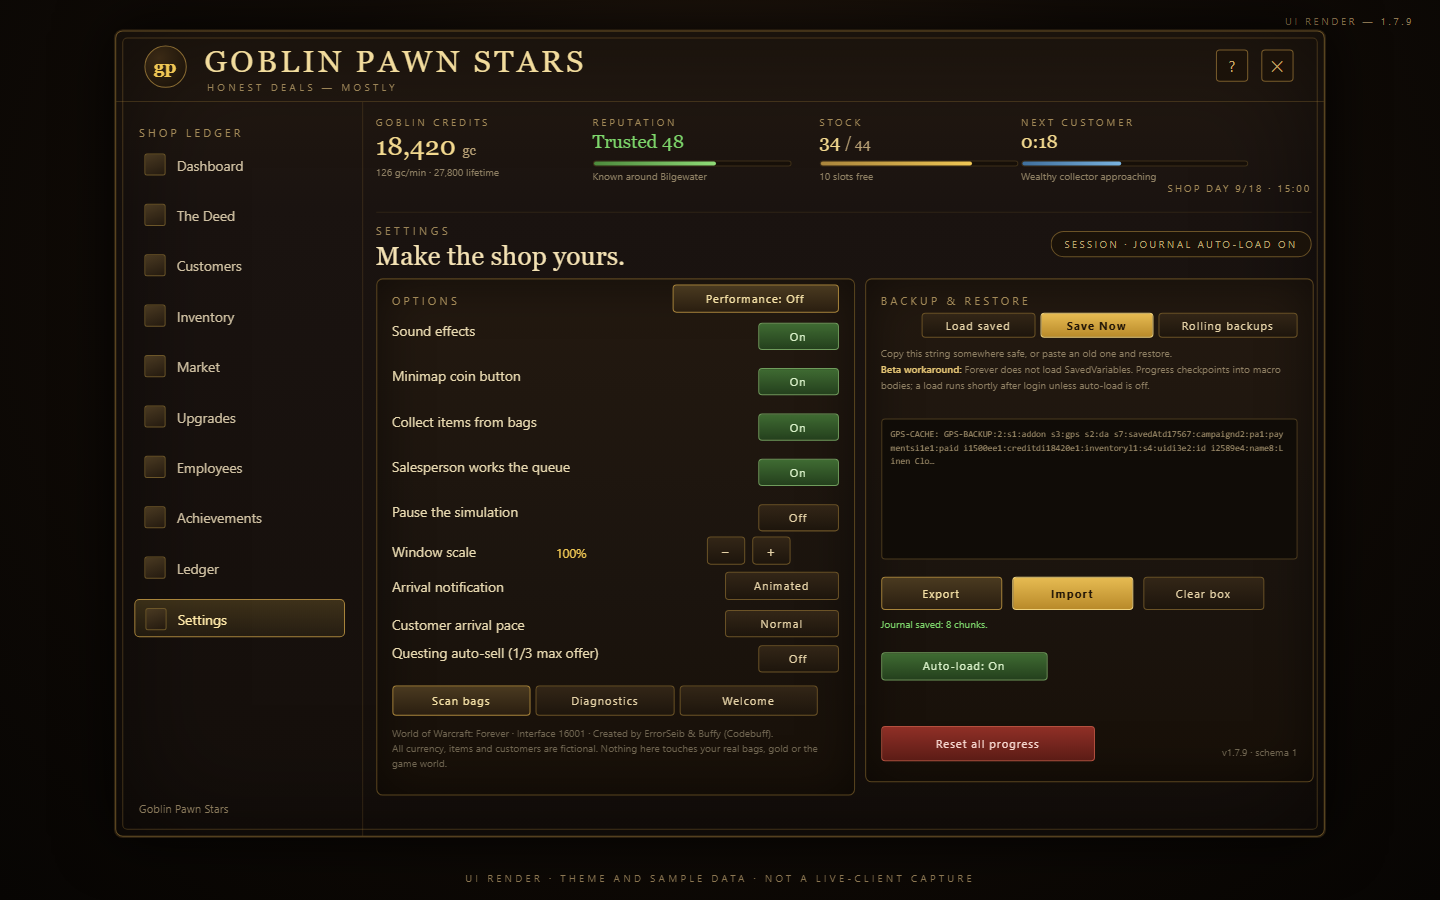 UI RENDER — 1.7.9
gp
GOBLIN PAWN STARS
HONEST DEALS — MOSTLY
?
×
SHOP LEDGER
Dashboard
The Deed
Customers
Inventory
Market
Upgrades
Employees
Achievements
Ledger
Settings
Goblin Pawn Stars
GOBLIN CREDITS
18,420 gc
126 gc/min · 27,800 lifetime
REPUTATION
Trusted 48
Known around Bilgewater
STOCK
34 / 44
10 slots free
NEXT CUSTOMER
0:18
Wealthy collector approaching
SHOP DAY 9/18 · 15:00
SETTINGS
Make the shop yours.
SESSION · JOURNAL AUTO-LOAD ON
OPTIONS
Performance: Off
Sound effects
On
Minimap coin button
On
Collect items from bags
On
Salesperson works the queue
On
Pause the simulation
Off
Window scale
100%
−
+
Arrival notification
Animated
Customer arrival pace
Normal
Questing auto-sell (1/3 max offer)
Off
Scan bags
Diagnostics
Welcome
World of Warcraft: Forever · Interface 16001 · Created by ErrorSeib & Buffy (Codebuff).
All currency, items and customers are fictional. Nothing here touches your real bags, gold or the
game world.
BACKUP & RESTORE
Load saved
Save Now
Rolling backups
Copy this string somewhere safe, or paste an old one and restore.
Beta workaround: Forever does not load SavedVariables. Progress checkpoints into macro
bodies; a load runs shortly after login unless auto-load is off.
GPS-CACHE: GPS-BACKUP:2:s1:addon s3:gps s2:da s7:savedAtd17567:campaignd2:pa1:pay
mentsi1e1:paid i1500ee1:creditdi18420e1:inventoryl1:s4:uidi3e2:id i2589e4:name8:L
inen Clo…
Export
Import
Clear box
Journal saved: 8 chunks.
Auto-load: On
Reset all progress
v1.7.9 · schema 1
UI RENDER · THEME AND SAMPLE DATA · NOT A LIVE-CLIENT CAPTURE